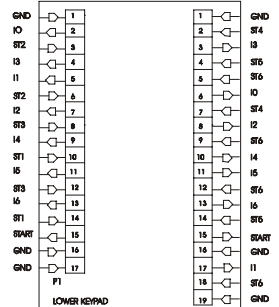 GND 1 1 GND
IO 2 2 ST4
ST2 3 3 I3
I3 4 4 ST5
I1 5 5 ST6
ST2 6 6 IO
I2 7 7 ST4
ST3 8 8 I2
I4 9 9 ST6
ST1 10 10 I4
I5 11 11 I5
ST3 12 12 ST6
I6 13 13 I6
ST1 14 14 ST5
START 15 15 START
GND 16 16 GND
GND 17 17 I1
P1 18 ST6
LOWER KEYPAD 19 GND